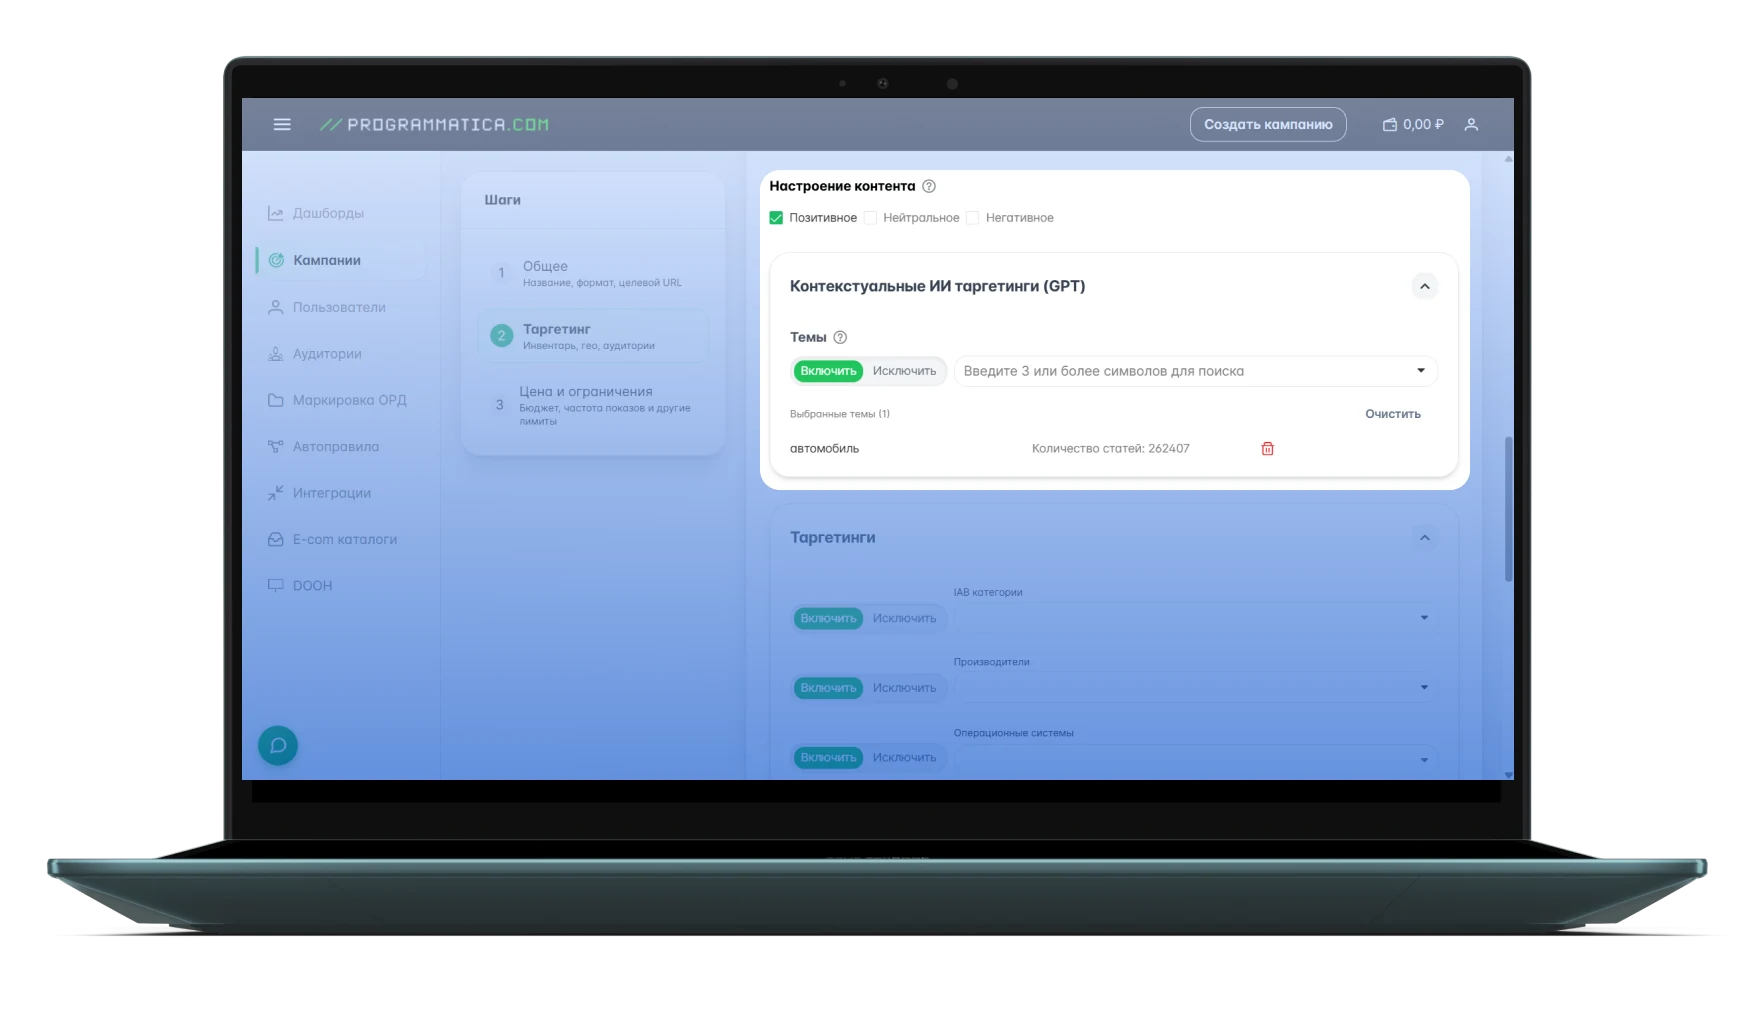 PROGRAMMATICA.COM
Создать кампанию
0,00 ₽
Дашборды
Кампании
Пользователи
Аудитории
Маркировка ОРД
Автоправила
Интеграции
E-com каталоги
DOOH
Шаги
1
Общее
Название, формат, целевой URL
2
Таргетинг
Инвентарь, гео, аудитории
3
Цена и ограничения
Бюджет, частота показов и другие
лимиты
Настроение контента ?
Позитивное Нейтральное Негативное
Контекстуальные ИИ таргетинги (GPT)
Темы ?
Включить Исключить Введите 3 или более символов для поиска
Выбранные темы (1) Очистить
автомобиль Количество статей: 262407
Таргетинги
IAB категории
Включить Исключить
Производители
Включить Исключить
Операционные системы
Включить Исключить